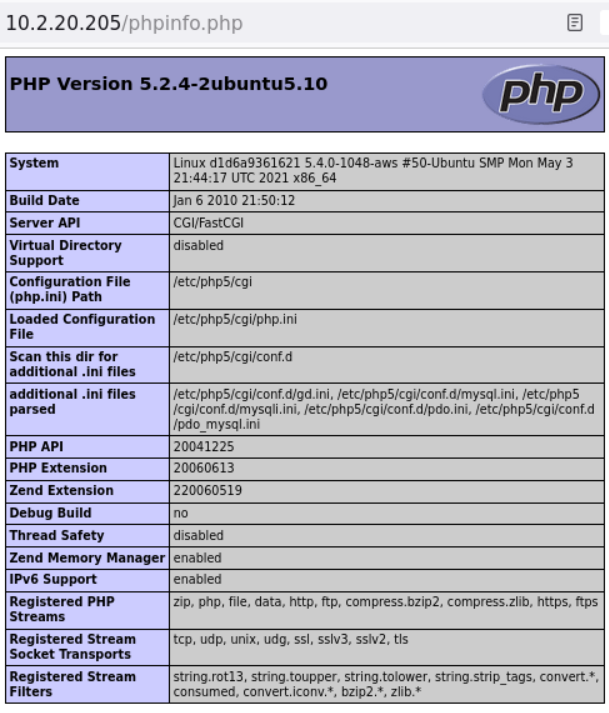 10.2.20.205/phpinfo.php
PHP Version 5.2.4-2ubuntu5.10
php
System
Linux d1d6a9361621 5.4.0-1048-aws #50-Ubuntu SMP Mon May 3
21:44:17 UTC 2021 x86_64
Build Date
Jan 6 2010 21:50:12
Server API
CGI/FastCGI
Virtual Directory
Support
disabled
Configuration File
(php.ini) Path
/etc/php5/cgi
Loaded Configuration
File
/etc/php5/cgi/php.ini
Scan this dir for
additional .ini files
/etc/php5/cgi/conf.d
additional .ini files
parsed
/etc/php5/cgi/conf.d/gd.ini, /etc/php5/cgi/conf.d/mysql.ini, /etc/php5
/cgi/conf.d/mysqli.ini, /etc/php5/cgi/conf.d/pdo.ini, /etc/php5/cgi/conf.d
/pdo_mysql.ini
PHP API
20041225
PHP Extension
20060613
Zend Extension
220060519
Debug Build
no
Thread Safety
disabled
Zend Memory Manager
enabled
IPv6 Support
enabled
Registered PHP
Streams
zip, php, file, data, http, ftp, compress.bzip2, compress.zlib, https, ftps
Registered Stream
Socket Transports
tcp, udp, unix, udg, ssl, sslv3, sslv2, tls
Registered Stream
Filters
string.rot13, string.toupper, string.tolower, string.strip_tags, convert.*,
consumed, convert.iconv.*, bzip2.*, zlib.*